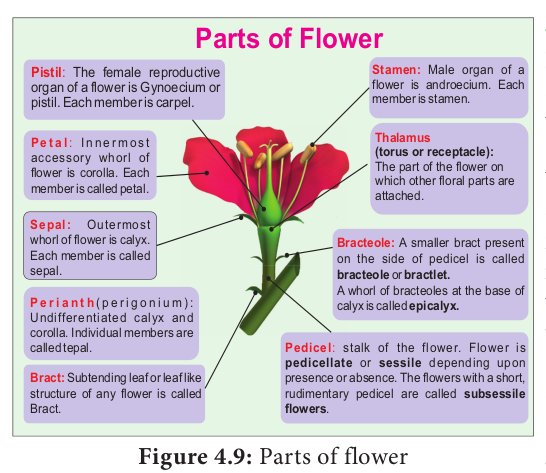 Parts of Flower
Pistil: The female reproductive
organ of a flower is Gynoecium or
pistil. Each member is carpel.
Petal: Innermost
accessory whorl of
flower is corolla. Each
member is called petal.
Sepal: Outermost
whorl of flower is calyx.
Each member is called
sepal.
Perianth(perigonium):
Undifferentiated calyx and
corolla. Individual members are
called tepal.
Bract: Subtending leaf or leaf like
structure of any flower is called
Bract.
Stamen: Male organ of a
flower is androecium. Each
member is stamen.
Thalamus
(torus or receptacle):
The part of the flower on
which other floral parts are
attached.
Bracteole: A smaller bract present
on the side of pedicel is called
bracteole or bractlet.
A whorl of bracteoles at the base of
calyx is called epicalyx.
Pedicel: stalk of the flower. Flower is
pedicellate or sessile depending upon
presence or absence. The flowers with a short,
rudimentary pedicel are called subsessile
flowers.
Figure 4.9: Parts of flower